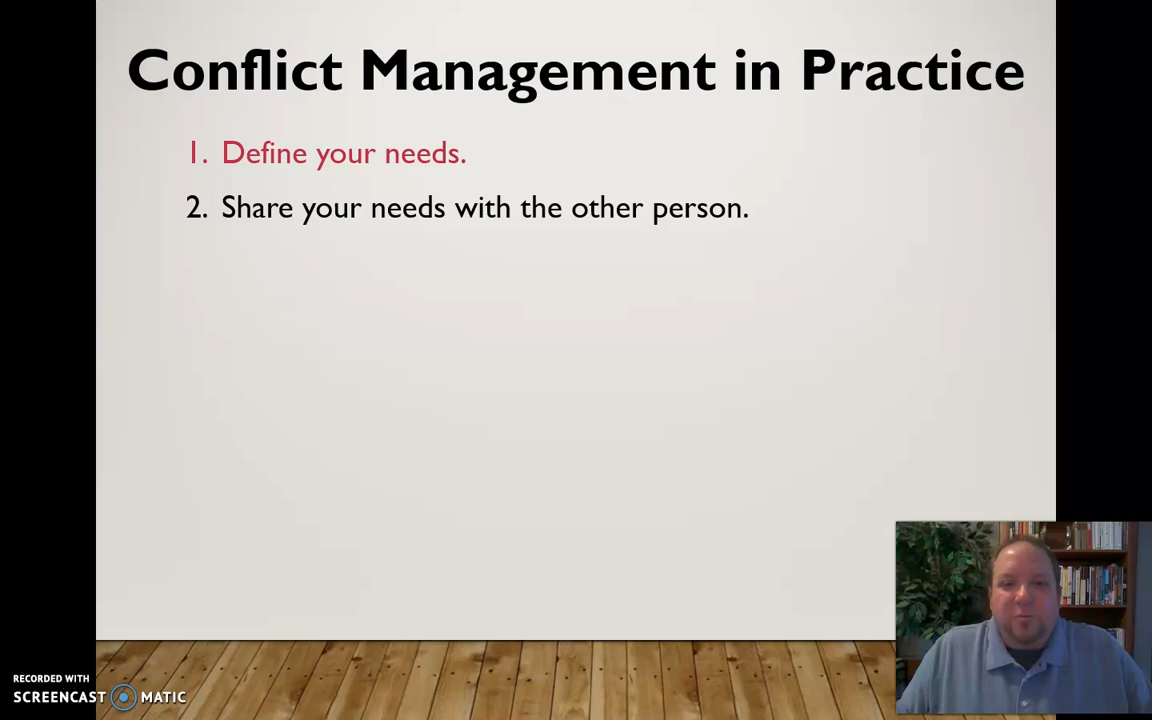 Conflict Management in Practice
1. Define your needs.
2. Share your needs with the other person.
RECORDED WITH
SCREENCAST MATIC